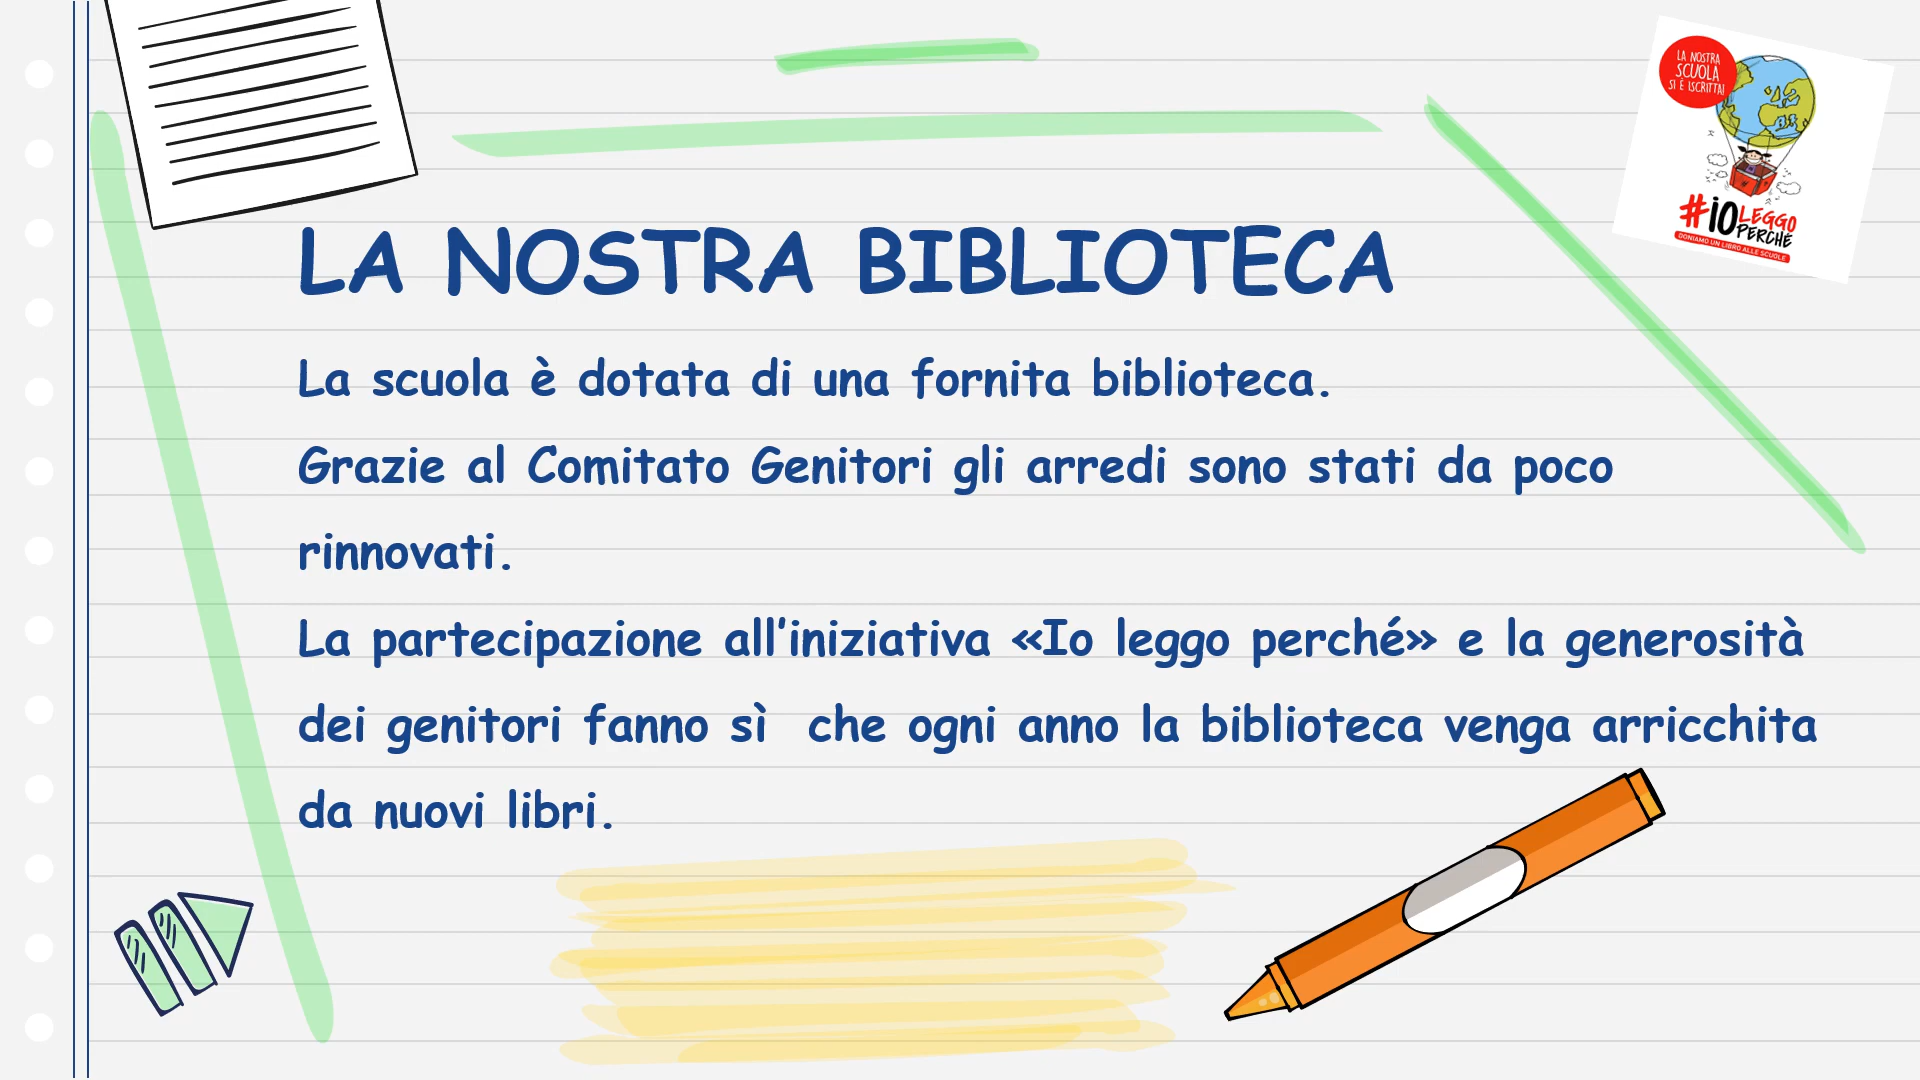 LA NOSTRA
SCUOLA
SI È ISCRITTA!
#iO LEGGO
PERCHÉ
DONIAMO UN LIBRO ALLE SCUOLE
LA NOSTRA BIBLIOTECA
La scuola è dotata di una fornita biblioteca.
Grazie al Comitato Genitori gli arredi sono stati da poco
rinnovati.
La partecipazione all’iniziativa «Io leggo perché» e la generosità
dei genitori fanno sì  che ogni anno la biblioteca venga arricchita
da nuovi libri.